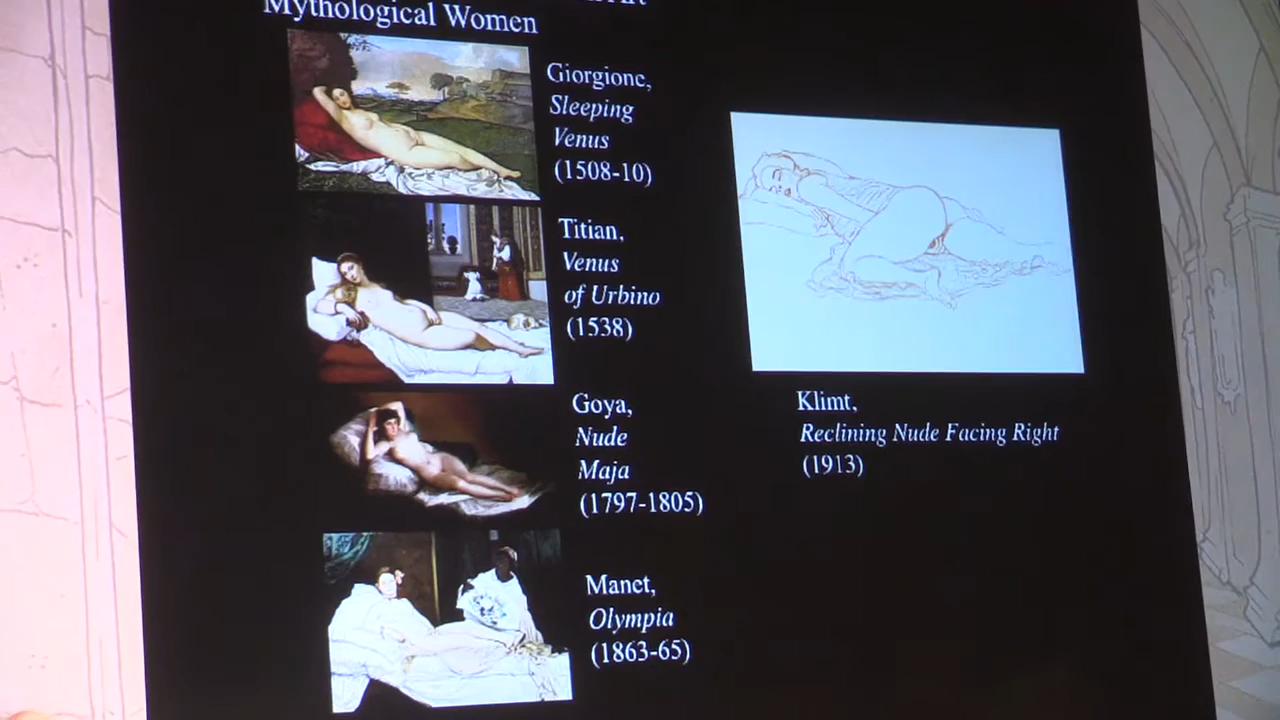 Mythological Women
Giorgione,
Sleeping
Venus
(1508-10)
Titian,
Venus
of Urbino
(1538)
Goya,
Nude
Maja
(1797-1805)
Manet,
Olympia
(1863-65)
Klimt,
Reclining Nude Facing Right
(1913)